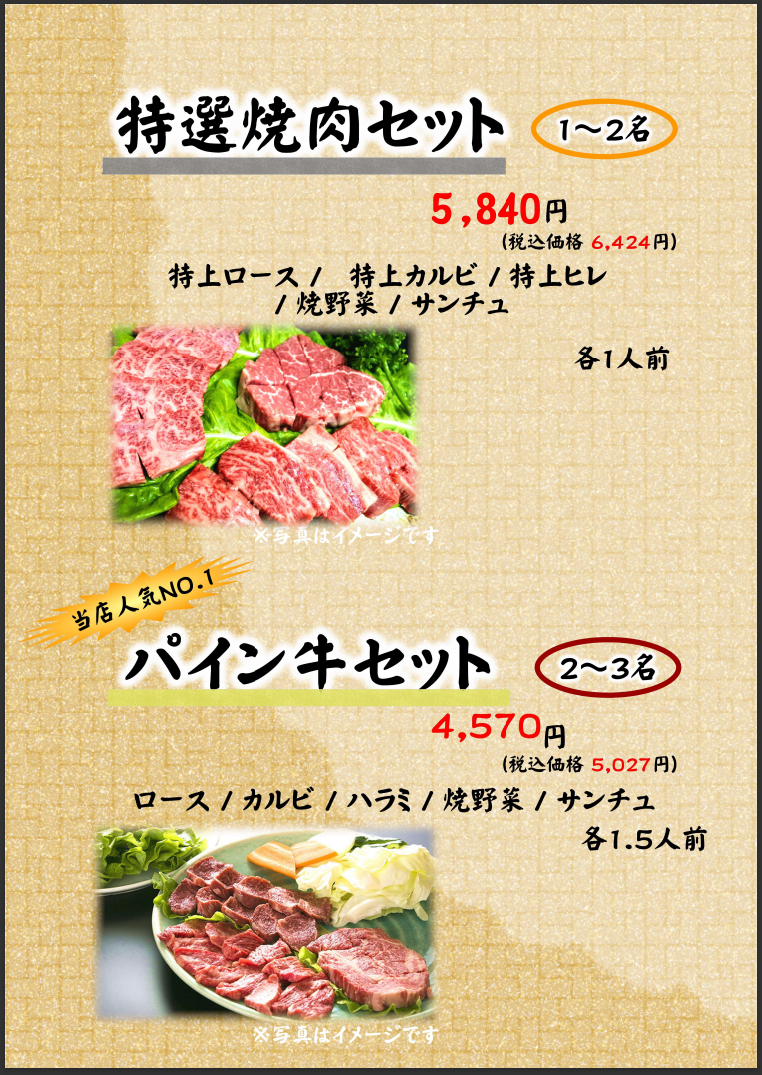 特選焼肉セット
1～2名
5,840円
(税込価格 6,424円)
特上ロース / 特上カルビ / 特上ヒレ
/ 焼野菜 / サンチュ
各1人前
※写真はイメージです
当店人気NO.1
パイン牛セット
2～3名
4,570円
(税込価格 5,027円)
ロース / カルビ / ハラミ / 焼野菜 / サンチュ
各1.5人前
※写真はイメージです